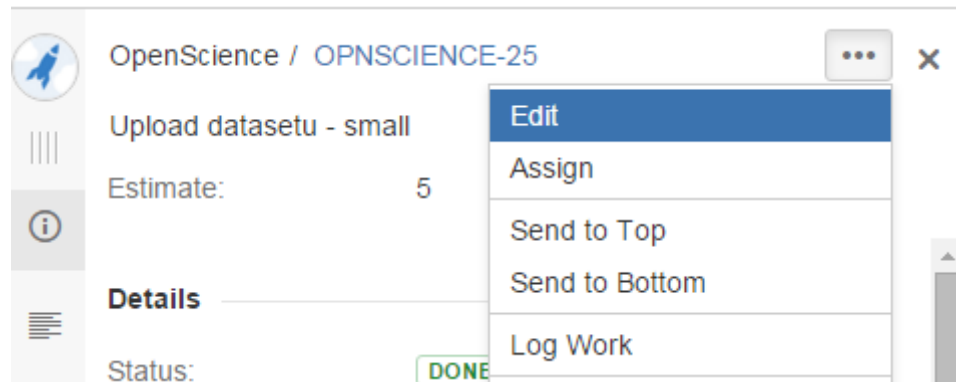 OpenScience / OPNSCIENCE-25
Upload datasetu - small
Estimate: 5
Details
Status: DONE
Edit
Assign
Send to Top
Send to Bottom
Log Work